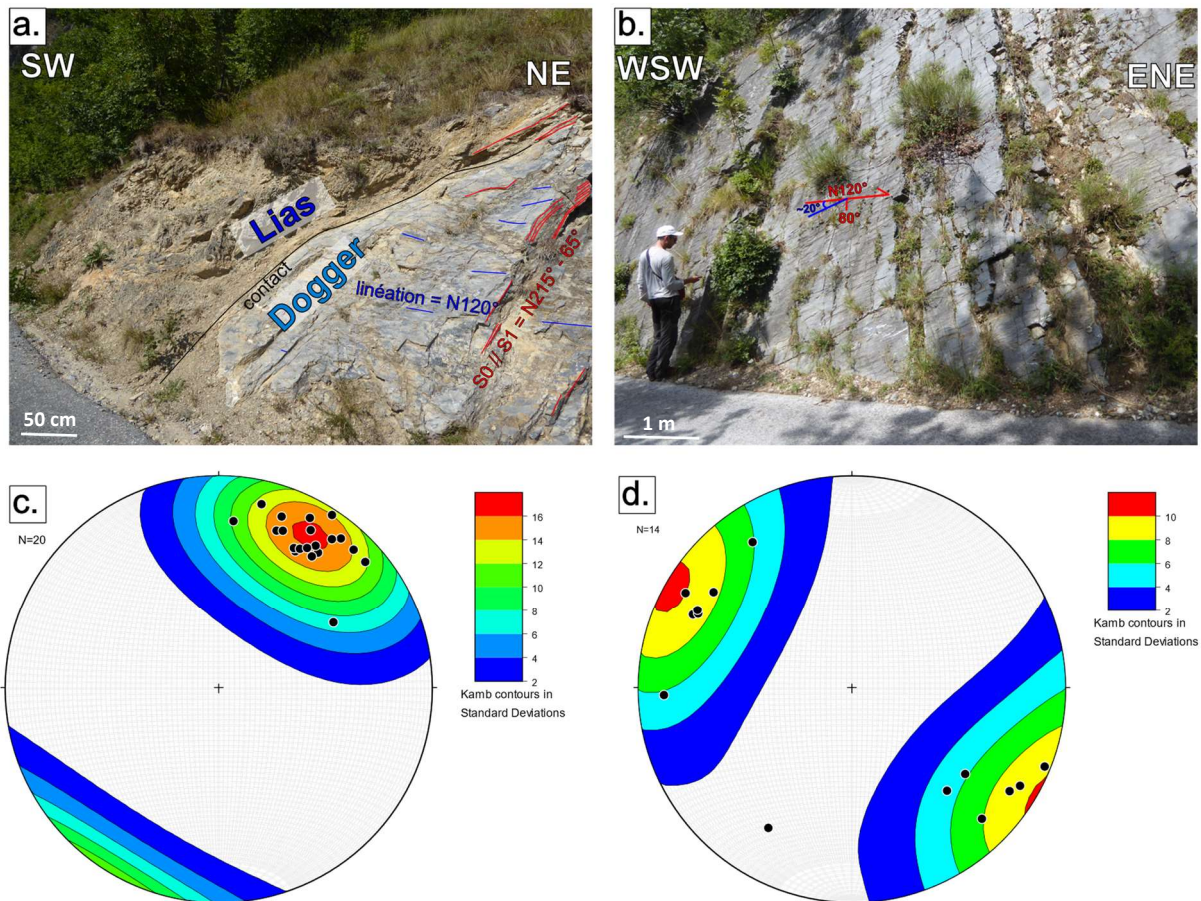 a.
SW
NE
Lias
contact
Dogger
linéation = N120°
S0 // S1 = N215° - 65°
50 cm
b.
WSW
ENE
N120°
~20°
80°
1 m
c.
N=20
16
14
12
10
8
6
4
2
Kamb contours in
Standard Deviations
d.
N=14
10
8
6
4
2
Kamb contours in
Standard Deviations